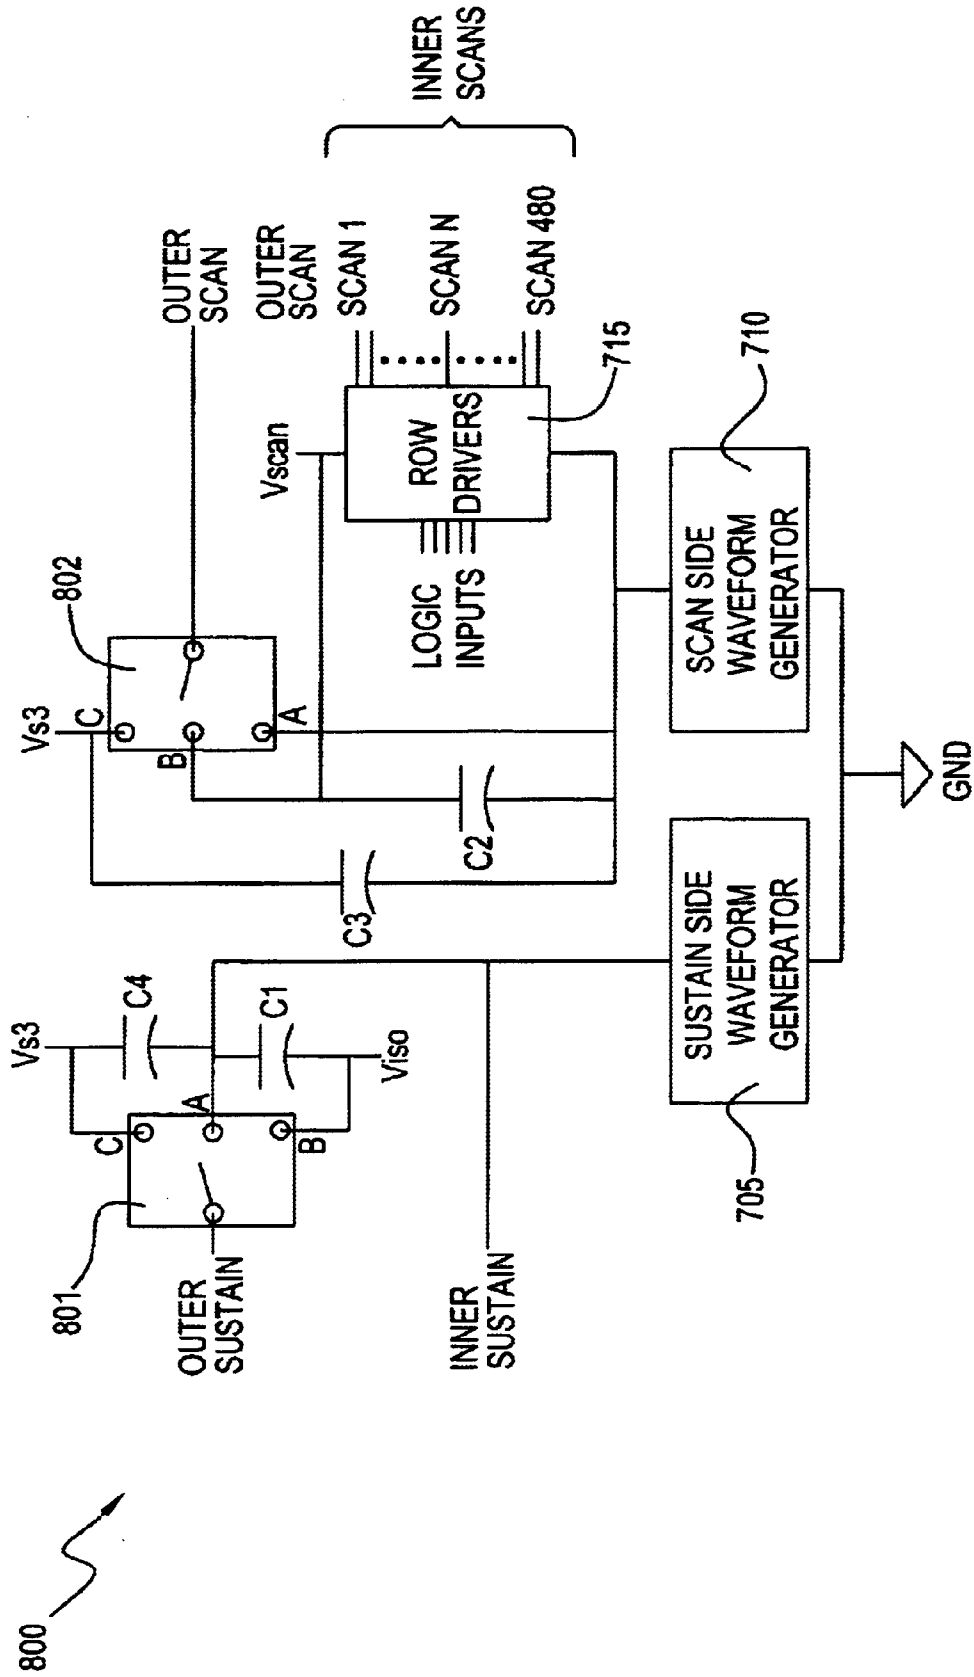 800
801
Vs3
C4
C
A
B
C1
Viso
OUTER
SUSTAIN
INNER
SUSTAIN
705
SUSTAIN SIDE
WAVEFORM
GENERATOR
GND
802
Vs3
C
B
A
C3
C2
OUTER
SCAN
OUTER
SCAN
Vscan
LOGIC
INPUTS
ROW
DRIVERS
SCAN 1
SCAN N
SCAN 480
INNER
SCANS
715
710
SCAN SIDE
WAVEFORM
GENERATOR